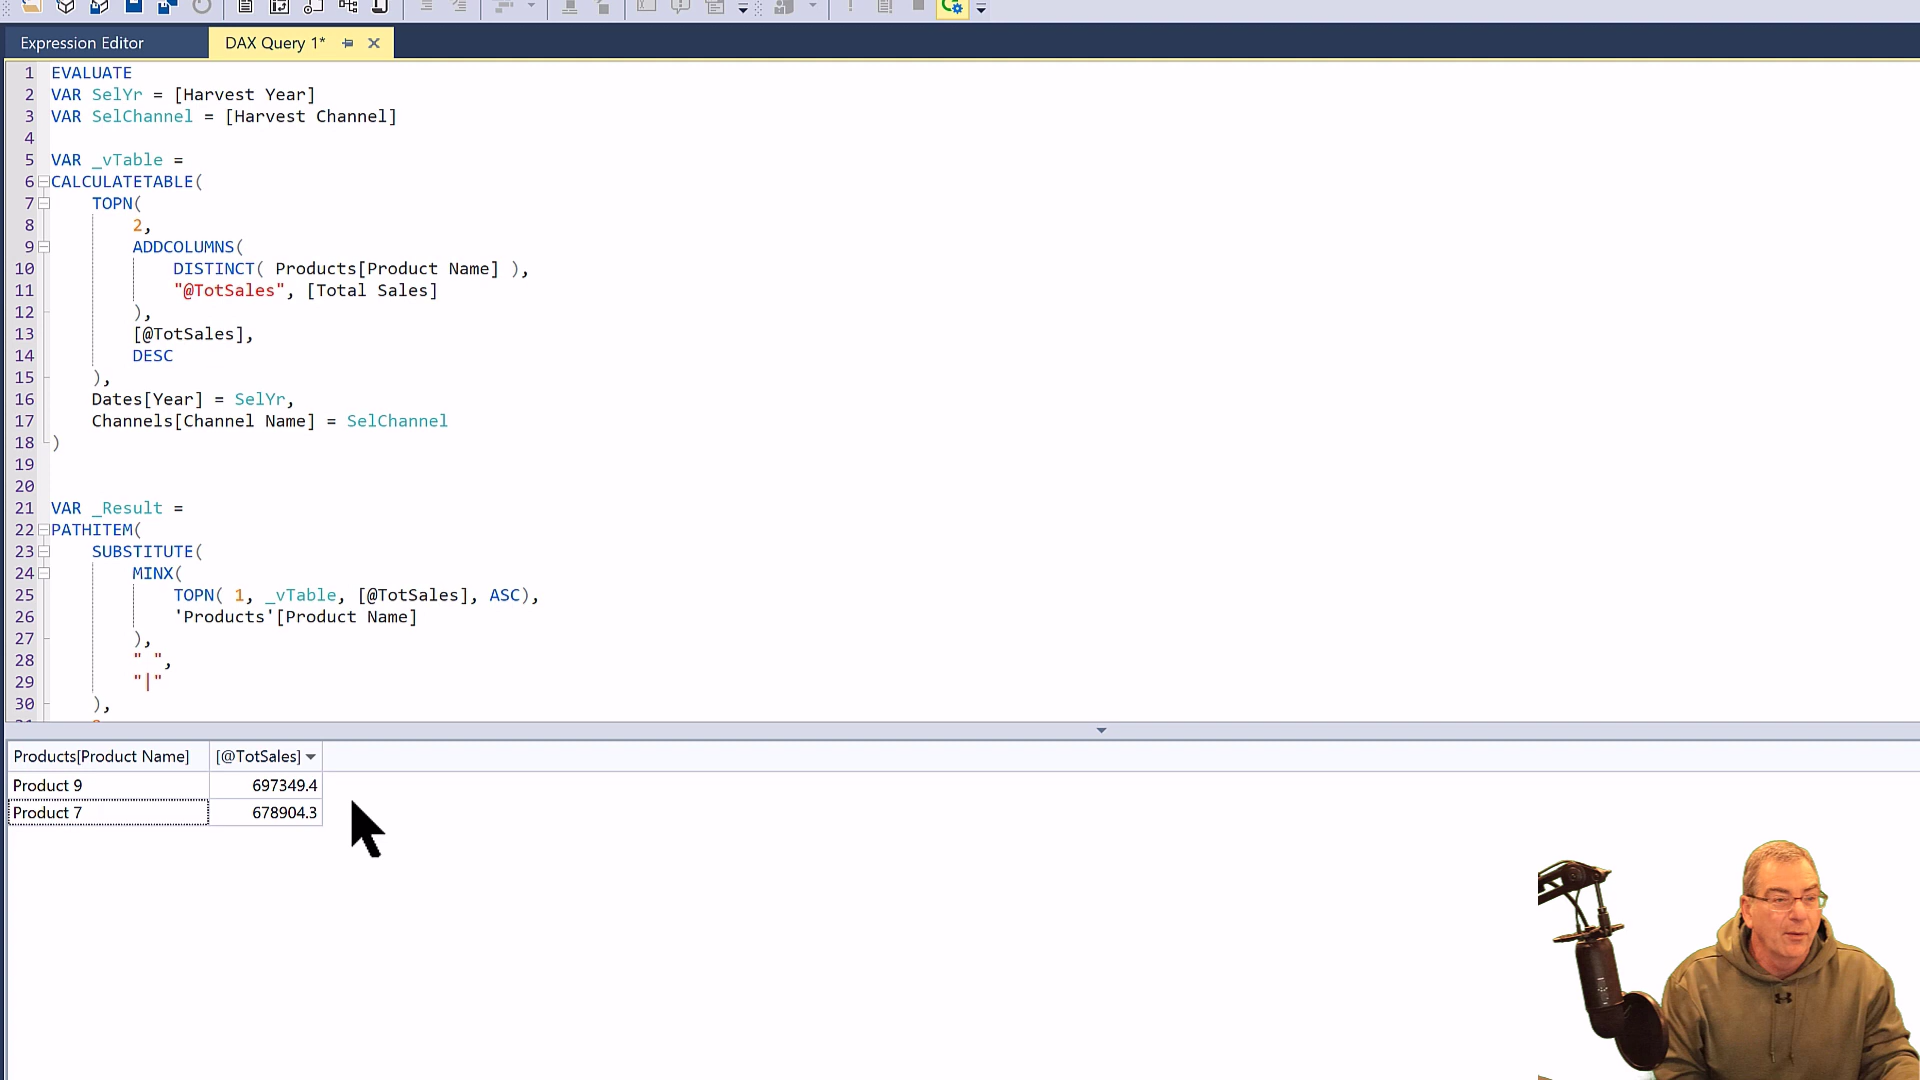 Expression Editor
DAX Query 1*
1 EVALUATE
2 VAR SelYr = [Harvest Year]
3 VAR SelChannel = [Harvest Channel]
4
5 VAR _vTable =
6 CALCULATETABLE(
7 TOPN(
8 2,
9 ADDCOLUMNS(
10 DISTINCT( Products[Product Name] ),
11 "@TotSales", [Total Sales]
12 ),
13 [@TotSales],
14 DESC
15 ),
16 Dates[Year] = SelYr,
17 Channels[Channel Name] = SelChannel
18 )
19
20
21 VAR _Result =
22 PATHITEM(
23 SUBSTITUTE(
24 MINX(
25 TOPN( 1, _vTable, [@TotSales], ASC),
26 'Products'[Product Name]
27 ),
28 " ",
29 "|"
30 ),
Products[Product Name] [@TotSales]
Product 9 697349.4
Product 7 678904.3